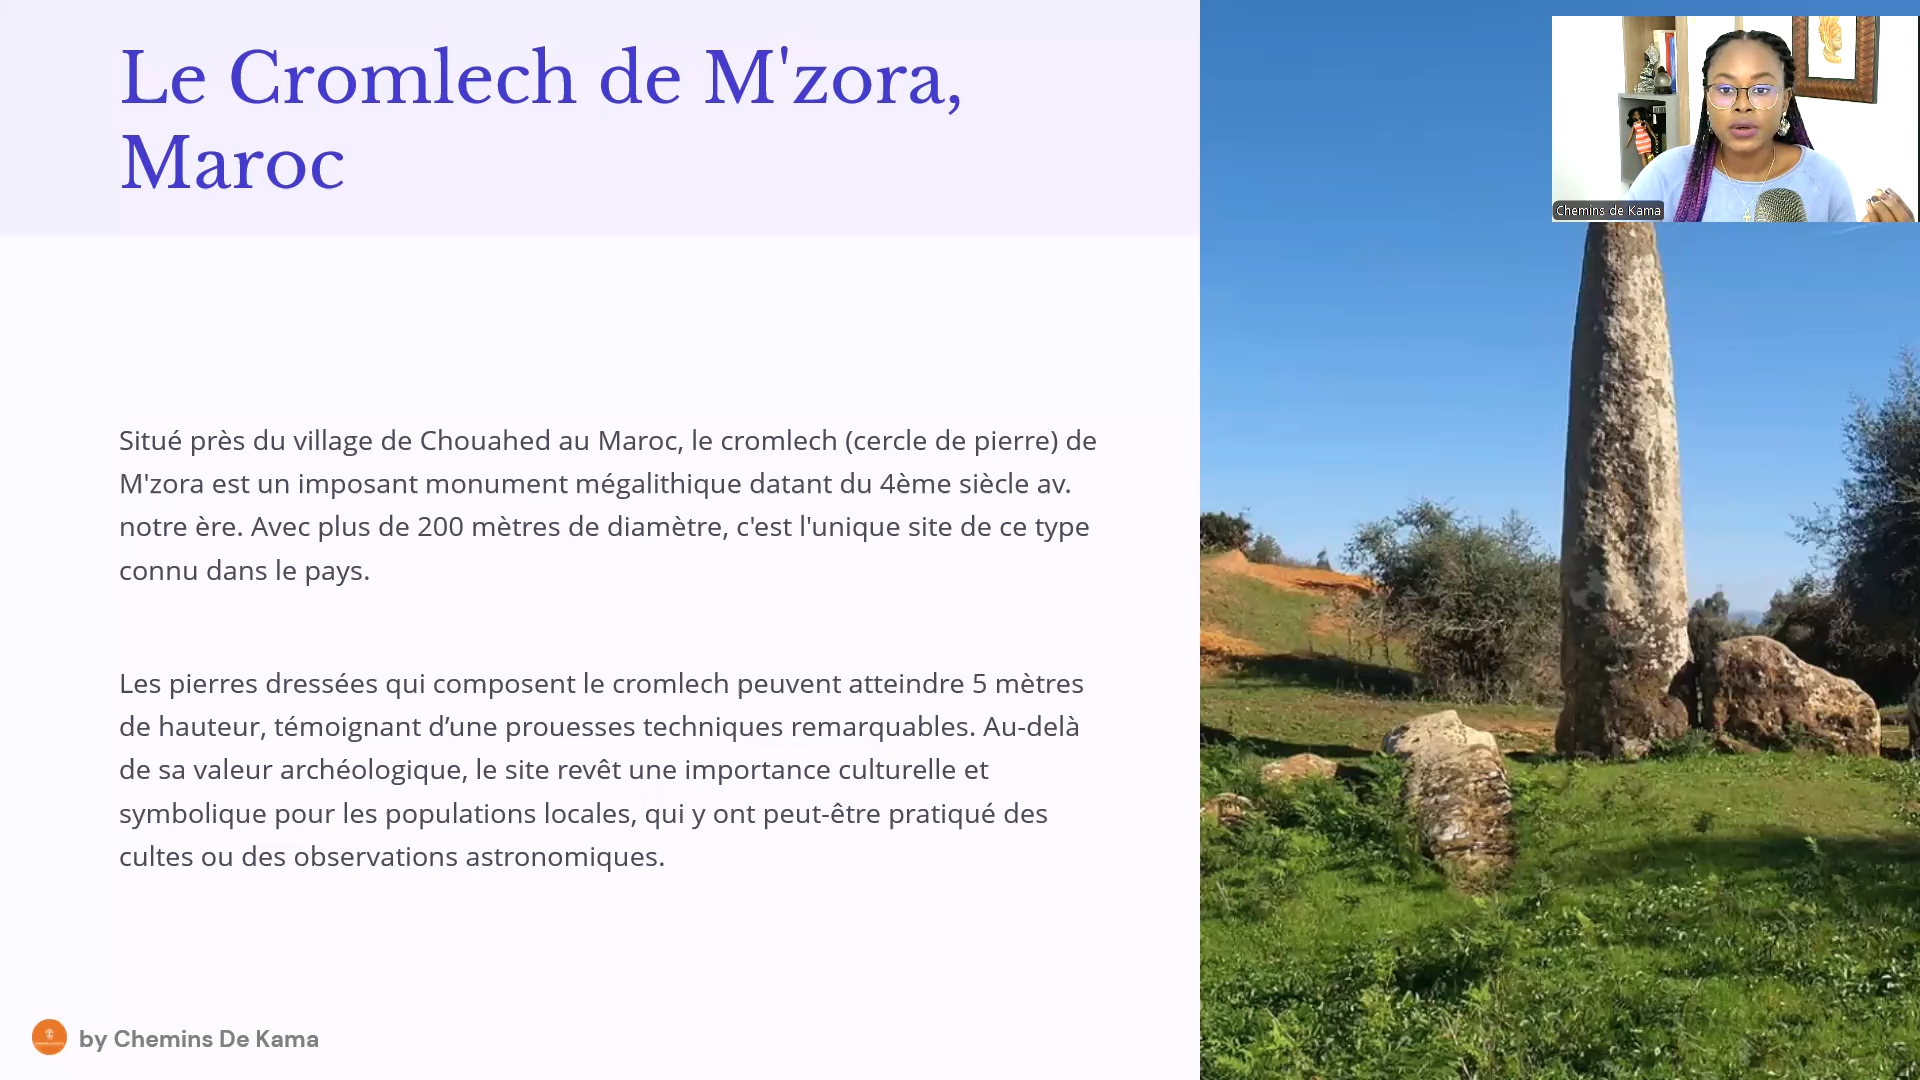 Le Cromlech de M'zora,
Maroc
Chemins de Kama
Situé près du village de Chouahed au Maroc, le cromlech (cercle de pierre) de
M'zora est un imposant monument mégalithique datant du 4ème siècle av.
notre ère. Avec plus de 200 mètres de diamètre, c'est l'unique site de ce type
connu dans le pays.
Les pierres dressées qui composent le cromlech peuvent atteindre 5 mètres
de hauteur, témoignant d’une prouesses techniques remarquables. Au-delà
de sa valeur archéologique, le site revêt une importance culturelle et
symbolique pour les populations locales, qui y ont peut-être pratiqué des
cultes ou des observations astronomiques.
by Chemins De Kama